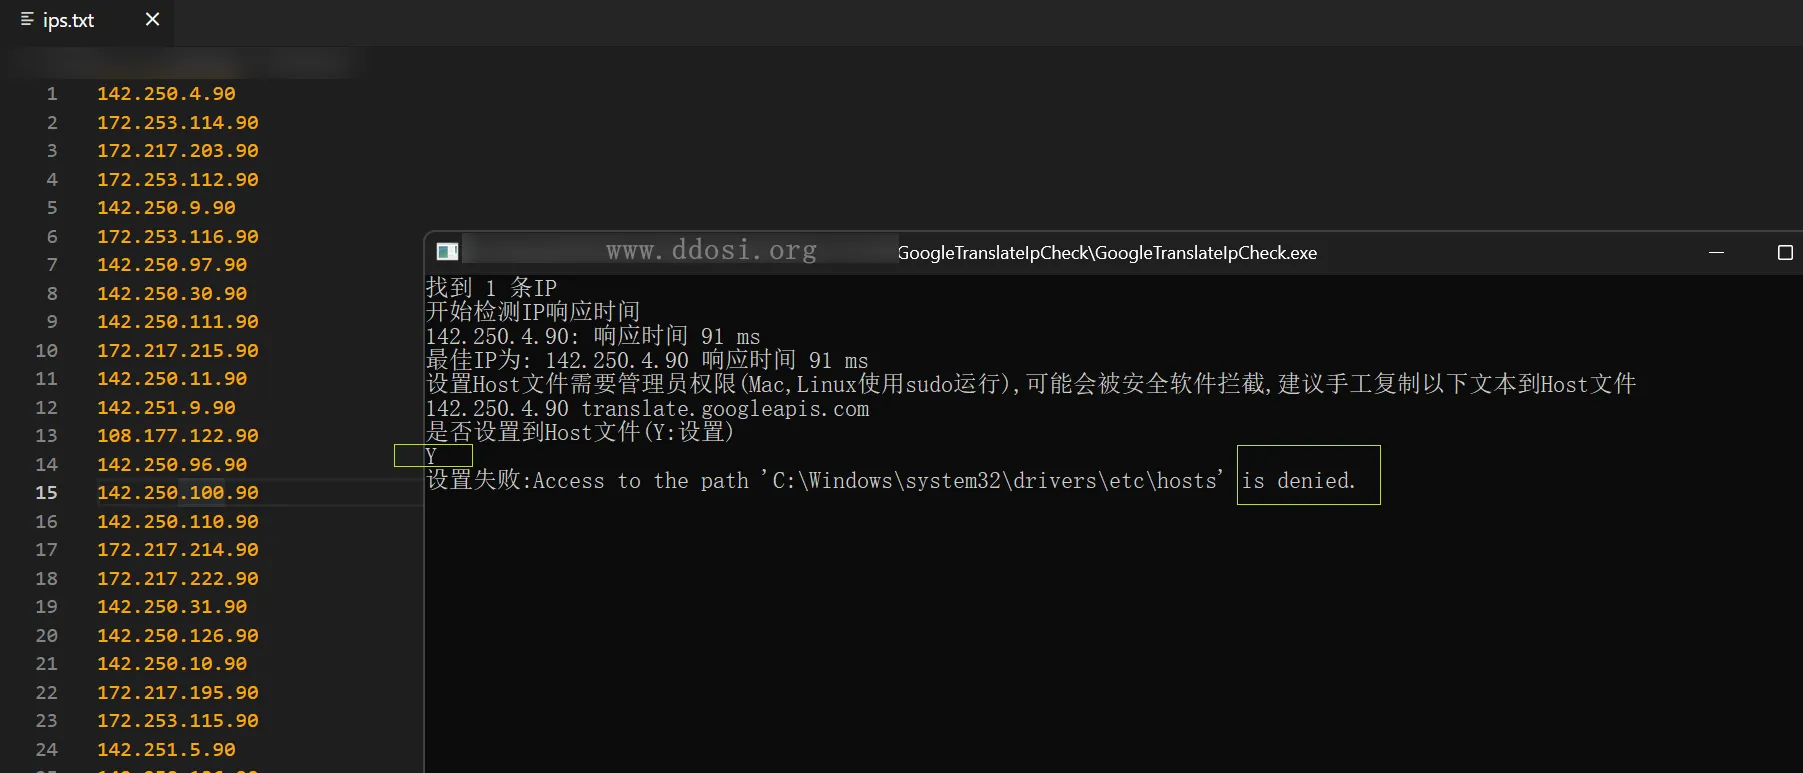 ips.txt
1 142.250.4.90
2 172.253.114.90
3 172.217.203.90
4 172.253.112.90
5 142.250.9.90
6 172.253.116.90
7 142.250.97.90
8 142.250.30.90
9 142.250.111.90
10 172.217.215.90
11 142.250.11.90
12 142.251.9.90
13 108.177.122.90
14 142.250.96.90
15 142.250.100.90
16 142.250.110.90
17 172.217.214.90
18 172.217.222.90
19 142.250.31.90
20 142.250.126.90
21 142.250.10.90
22 172.217.195.90
23 172.253.115.90
24 142.251.5.90
www.ddosi.org GoogleTranslateIpCheck\GoogleTranslateIpCheck.exe
找到 1 条IP
开始检测IP响应时间
142.250.4.90: 响应时间 91 ms
最佳IP为: 142.250.4.90 响应时间 91 ms
设置Host文件需要管理员权限(Mac,Linux使用sudo运行),可能会被安全软件拦截,建议手工复制以下文本到Host文件
142.250.4.90 translate.googleapis.com
是否设置到Host文件(Y:设置)
Y
设置失败:Access to the path 'C:\Windows\system32\drivers\etc\hosts' is denied.